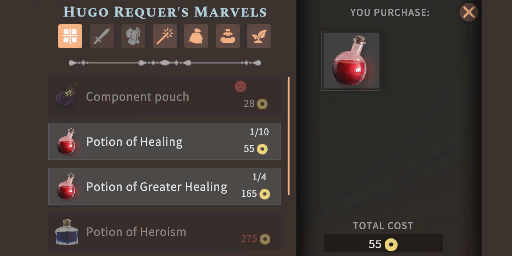 HUGO REQUER'S MARVELS
YOU PURCHASE:
Component pouch
28
1/10
Potion of Healing
55
1/4
Potion of Greater Healing
165
Potion of Heroism
275
TOTAL COST
55